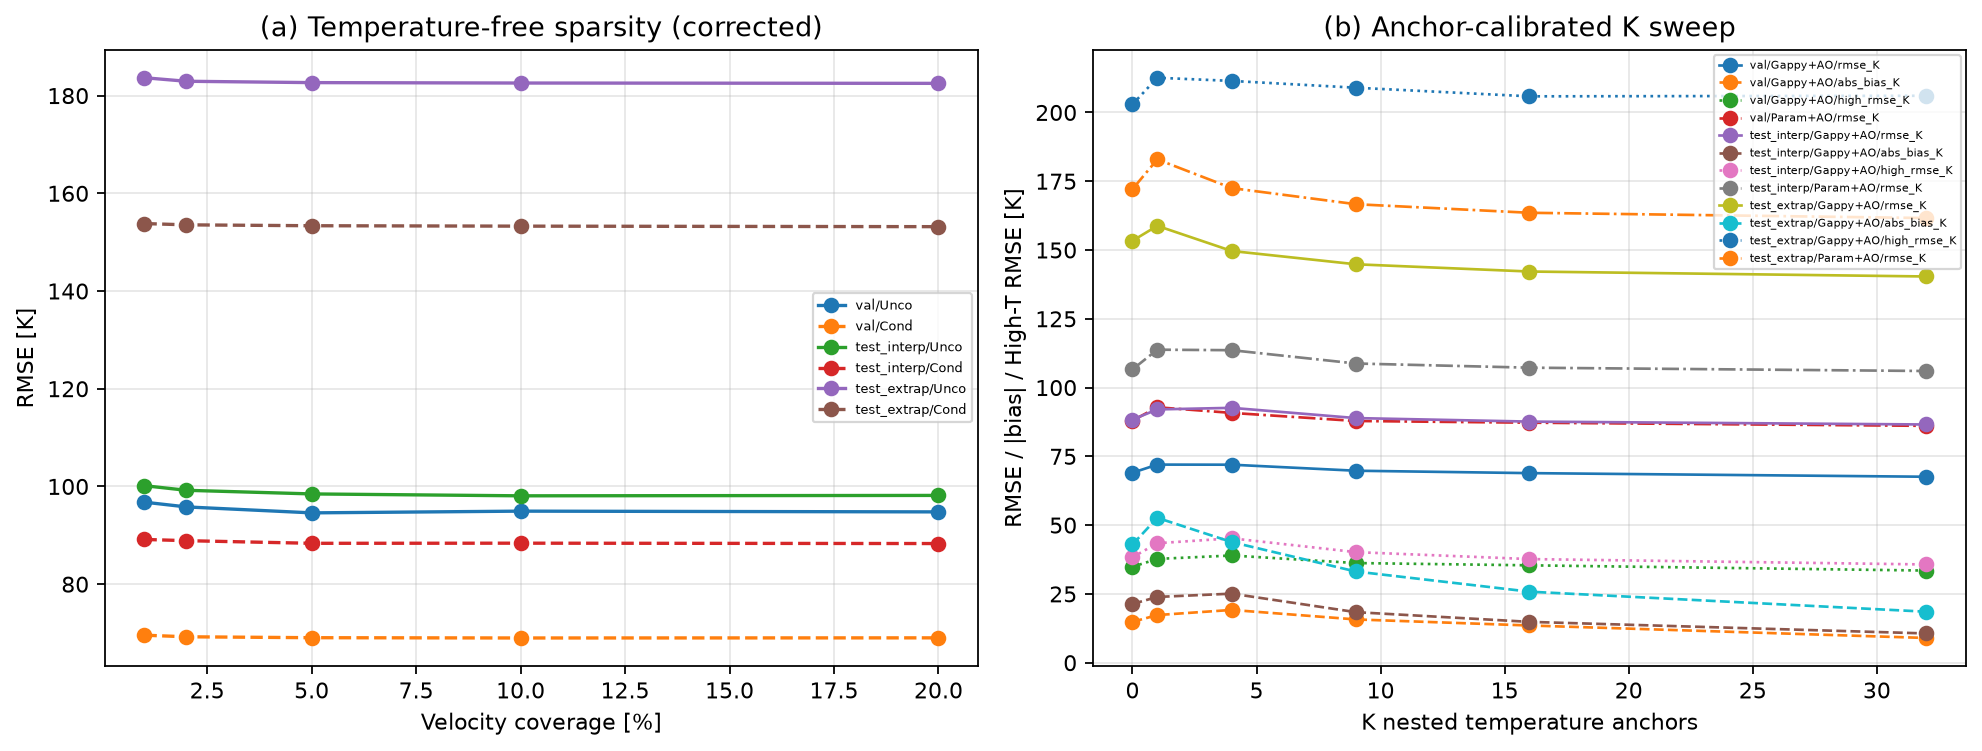 (a) Temperature-free sparsity (corrected)
RMSE [K]
180
160
140
120
100
80
val/Unco
val/Cond
test_interp/Unco
test_interp/Cond
test_extrap/Unco
test_extrap/Cond
2.5
5.0
7.5
10.0
12.5
15.0
17.5
20.0
Velocity coverage [%]
(b) Anchor-calibrated K sweep
RMSE / |bias| / High-T RMSE [K]
200
175
150
125
100
75
50
25
0
val/Gappy+AO/rmse_K
val/Gappy+AO/abs_bias_K
val/Gappy+AO/high_rmse_K
val/Param+AO/rmse_K
test_interp/Gappy+AO/rmse_K
test_interp/Gappy+AO/abs_bias_K
test_interp/Gappy+AO/high_rmse_K
test_interp/Param+AO/rmse_K
test_extrap/Gappy+AO/rmse_K
test_extrap/Gappy+AO/abs_bias_K
test_extrap/Gappy+AO/high_rmse_K
test_extrap/Param+AO/rmse_K
0
5
10
15
20
25
30
K nested temperature anchors